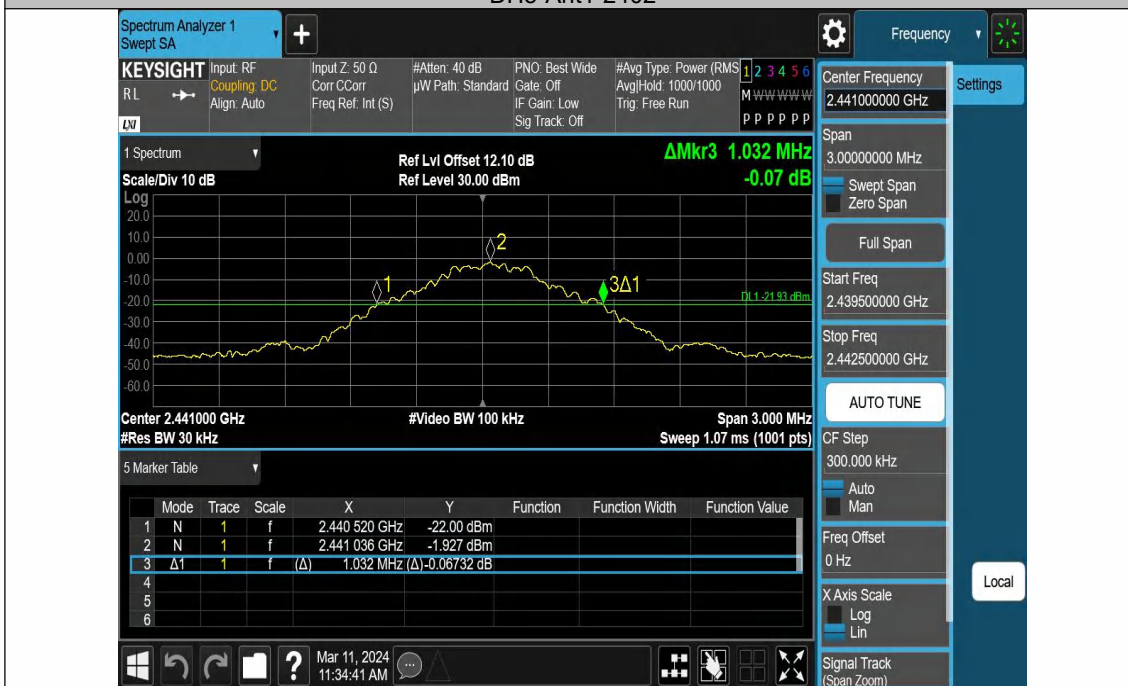 DH5-Ant1-2402
Spectrum Analyzer 1
Swept SA
Frequency
KEYSIGHT
RL
LXI
Input: RF
Coupling: DC
Align: Auto
Input Z: 50 Ω
Corr CCorr
Freq Ref: Int (S)
#Atten: 40 dB
µW Path: Standard
PNO: Best Wide
Gate: Off
IF Gain: Low
Sig Track: Off
#Avg Type: Power (RMS
Avg|Hold: 1000/1000
Trig: Free Run
1 2 3 4 5 6
M W W W W W
P P P P P P
1 Spectrum
Scale/Div 10 dB
Ref Lvl Offset 12.10 dB
Ref Level 30.00 dBm
ΔMkr3 1.032 MHz
-0.07 dB
Log
20.0
10.0
0.00
-10.0
-20.0
-30.0
-40.0
-50.0
-60.0
1
2
3Δ1
DL1 -21.93 dBm
Center 2.441000 GHz
#Video BW 100 kHz
Span 3.000 MHz
#Res BW 30 kHz
Sweep 1.07 ms (1001 pts)
5 Marker Table
Mode Trace Scale X Y Function Function Width Function Value
1 N 1 f 2.440 520 GHz -22.00 dBm
2 N 1 f 2.441 036 GHz -1.927 dBm
3 Δ1 1 f (Δ) 1.032 MHz (Δ) -0.06732 dB
4
5
6
Mar 11, 2024
11:34:41 AM
Center Frequency
2.441000000 GHz
Span
3.00000000 MHz
Swept Span
Zero Span
Full Span
Start Freq
2.439500000 GHz
Stop Freq
2.442500000 GHz
AUTO TUNE
CF Step
300.000 kHz
Auto
Man
Freq Offset
0 Hz
X Axis Scale
Log
Lin
Signal Track
(Span Zoom)
Settings
Local